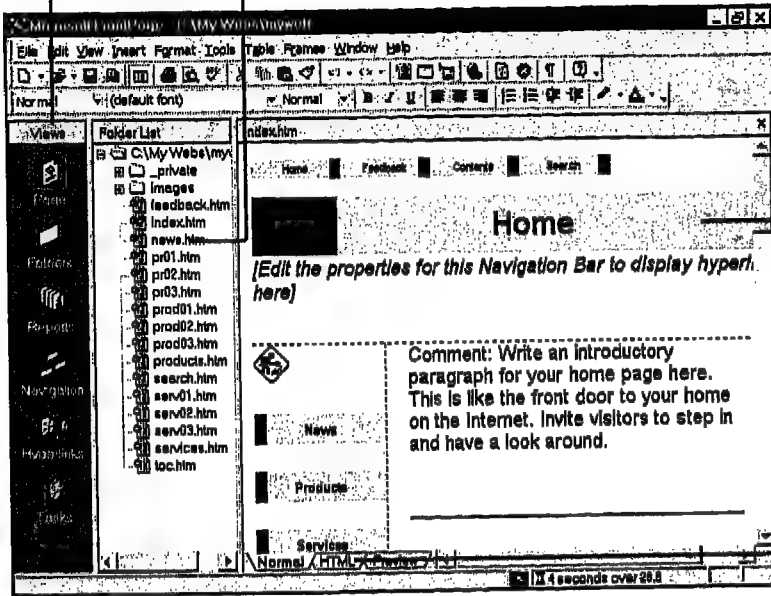 Microsoft FrontPage - C:\My Webs\myweb
File Edit View Insert Format Tools Table Frames Window Help
Normal (default font) Normal B I U A
Views
Page
Folders
Reports
Navigation
Hyperlinks
Tasks
Folder List
C:\My Webs\my
_private
images
feedback.htm
index.htm
news.htm
pr01.htm
pr02.htm
pr03.htm
prod01.htm
prod02.htm
prod03.htm
products.htm
search.htm
serv01.htm
serv02.htm
serv03.htm
services.htm
toc.htm
index.htm
Home Feedback Contents Search
Home
[Edit the properties for this Navigation Bar to display hyperl
here]
News
Products
Services
Comment: Write an introductory
paragraph for your home page here.
This is like the front door to your home
on the Internet. Invite visitors to step in
and have a look around.
Normal HTML Preview
4 seconds over 28.8